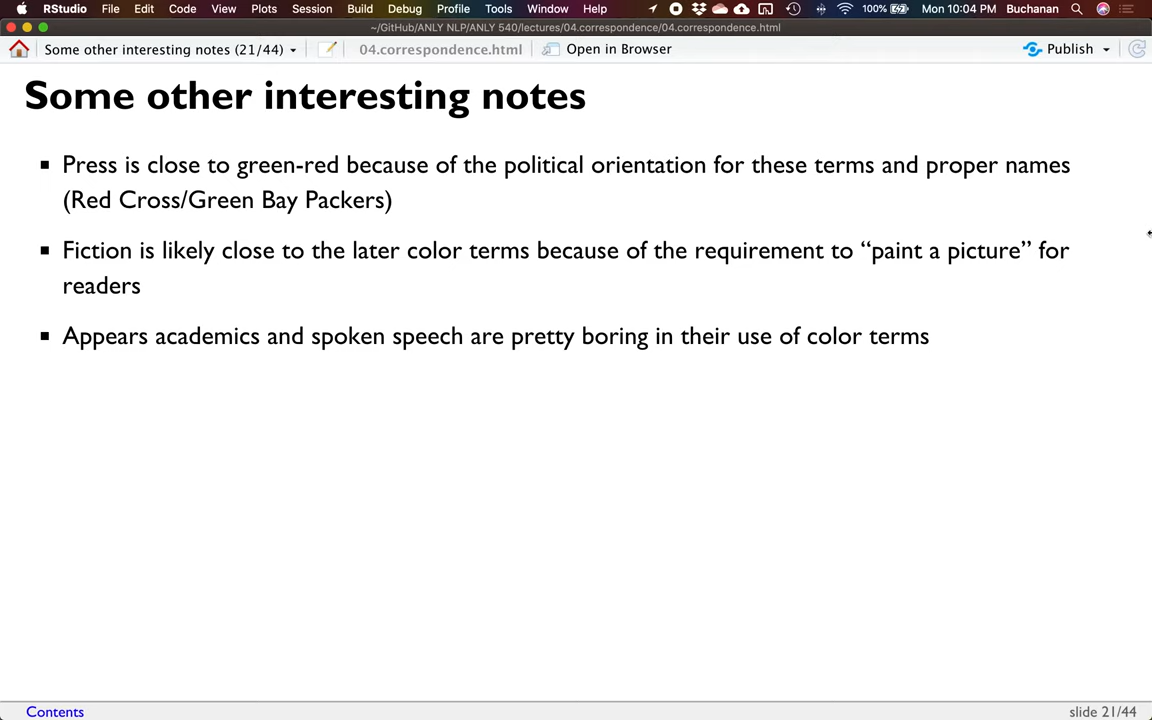 RStudio File Edit Code View Plots Session Build Debug Profile Tools Window Help 100% Mon 10:04 PM Buchanan
~/GitHub/ANLY NLP/ANLY 540/lectures/04.correspondence/04.correspondence.html
Some other interesting notes (21/44) 04.correspondence.html Open in Browser Publish
Some other interesting notes
Press is close to green-red because of the political orientation for these terms and proper names
(Red Cross/Green Bay Packers)
Fiction is likely close to the later color terms because of the requirement to “paint a picture” for
readers
Appears academics and spoken speech are pretty boring in their use of color terms
Contents slide 21/44